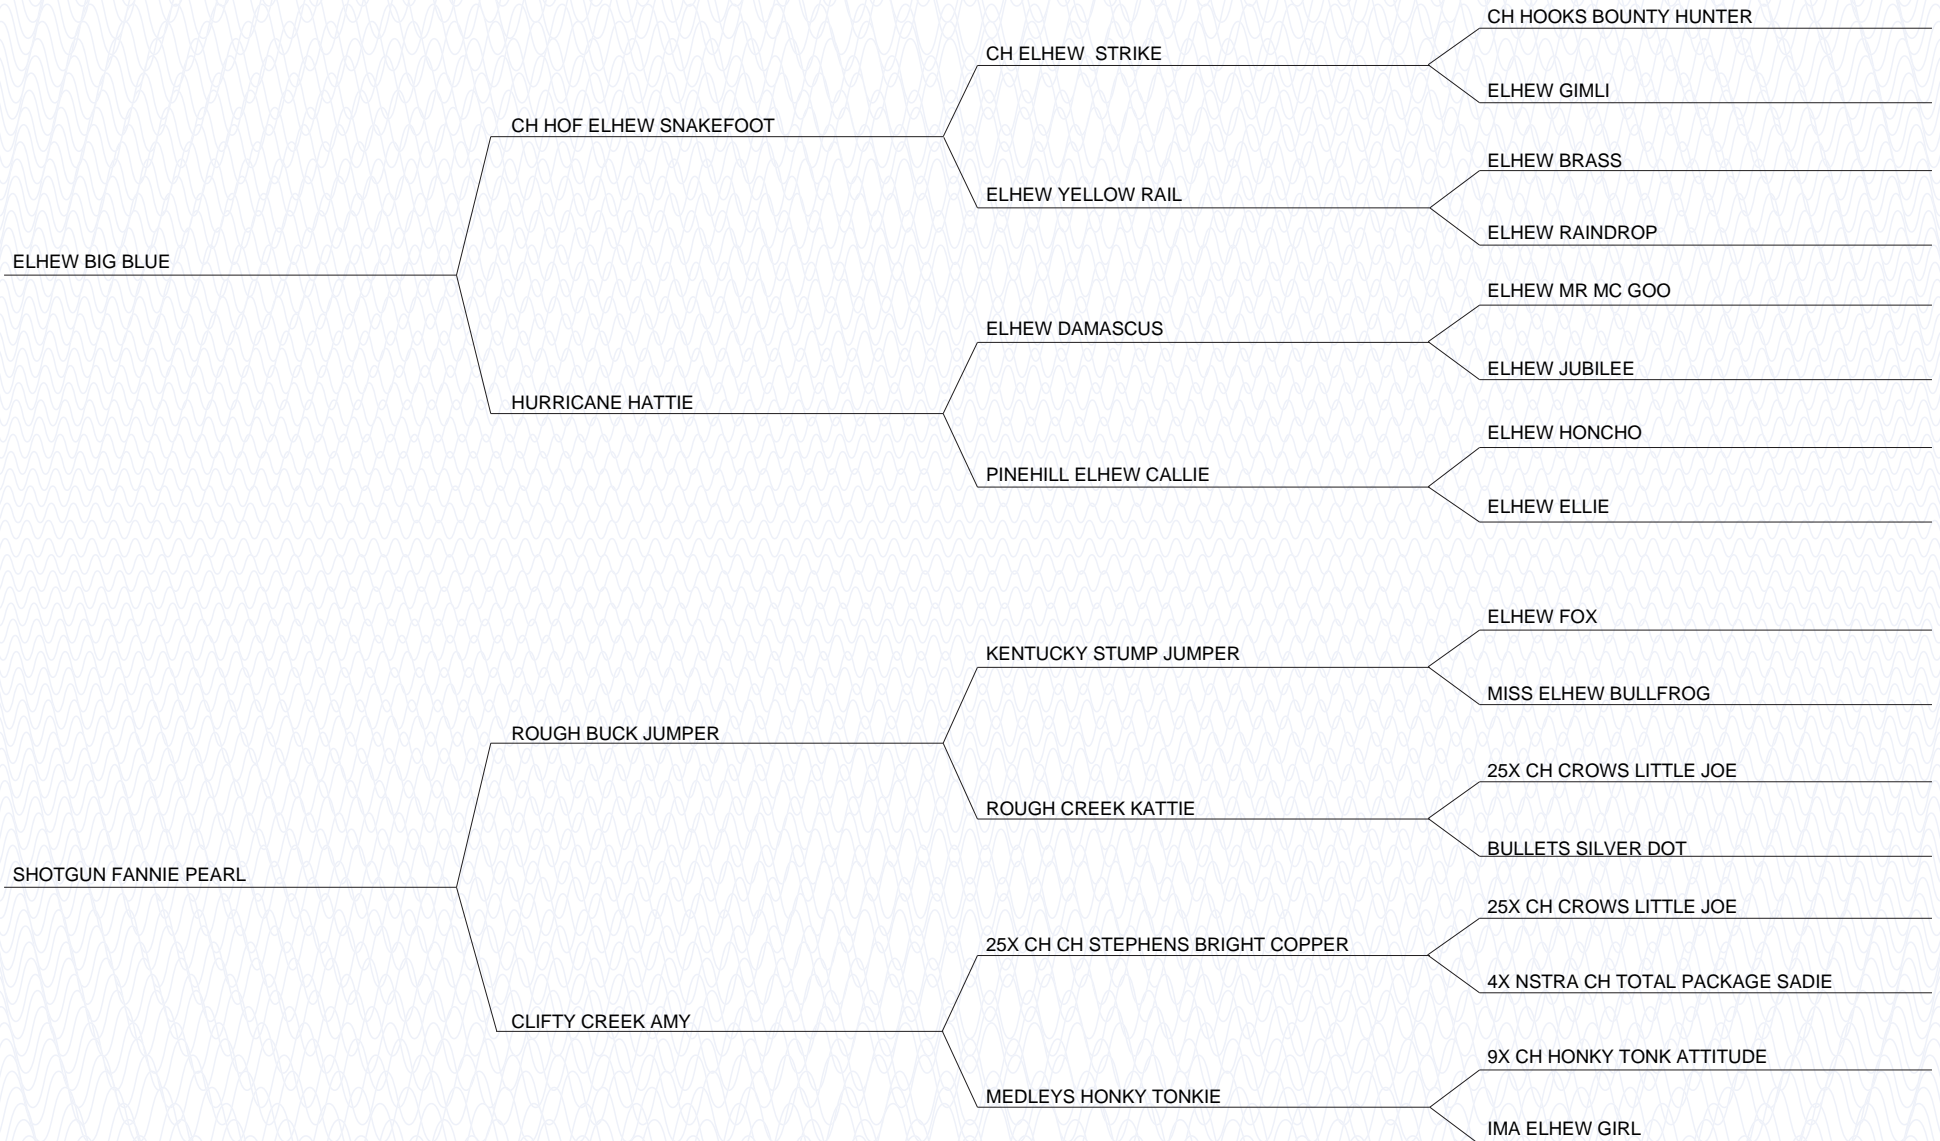 CH HOOKS BOUNTY HUNTER
CH ELHEW  STRIKE
ELHEW GIMLI
CH HOF ELHEW SNAKEFOOT
ELHEW BRASS
ELHEW YELLOW RAIL
ELHEW RAINDROP
ELHEW BIG BLUE
ELHEW MR MC GOO
ELHEW DAMASCUS
ELHEW JUBILEE
HURRICANE HATTIE
ELHEW HONCHO
PINEHILL ELHEW CALLIE
ELHEW ELLIE
ELHEW FOX
KENTUCKY STUMP JUMPER
MISS ELHEW BULLFROG
ROUGH BUCK JUMPER
25X CH CROWS LITTLE JOE
ROUGH CREEK KATTIE
BULLETS SILVER DOT
SHOTGUN FANNIE PEARL
25X CH CROWS LITTLE JOE
25X CH CH STEPHENS BRIGHT COPPER
4X NSTRA CH TOTAL PACKAGE SADIE
CLIFTY CREEK AMY
9X CH HONKY TONK ATTITUDE
MEDLEYS HONKY TONKIE
IMA ELHEW GIRL